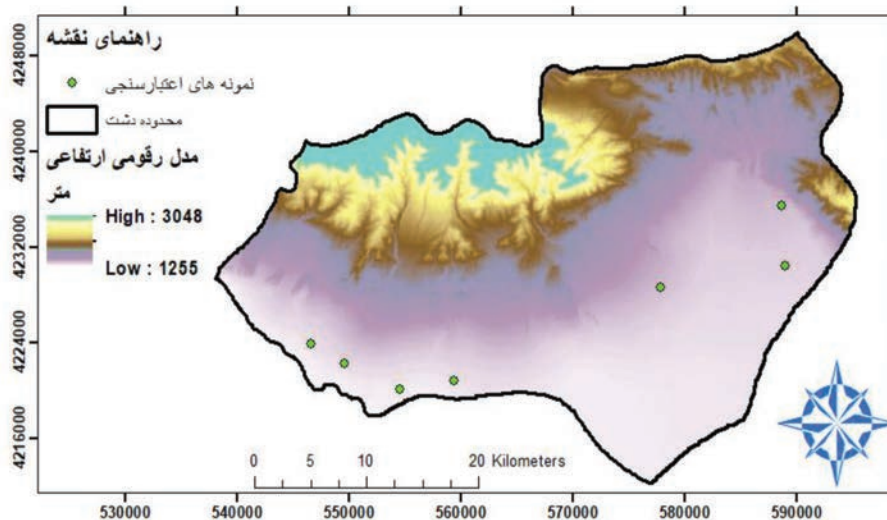 راهنمای نقشه
نمونه های اعتبارسنجی
محدوده دشت
مدل رقومی ارتفاعی
متر
High : 3048
Low : 1255
4248000
4240000
4232000
4224000
4216000
0 5 10 20 Kilometers
530000 540000 550000 560000 570000 580000 590000